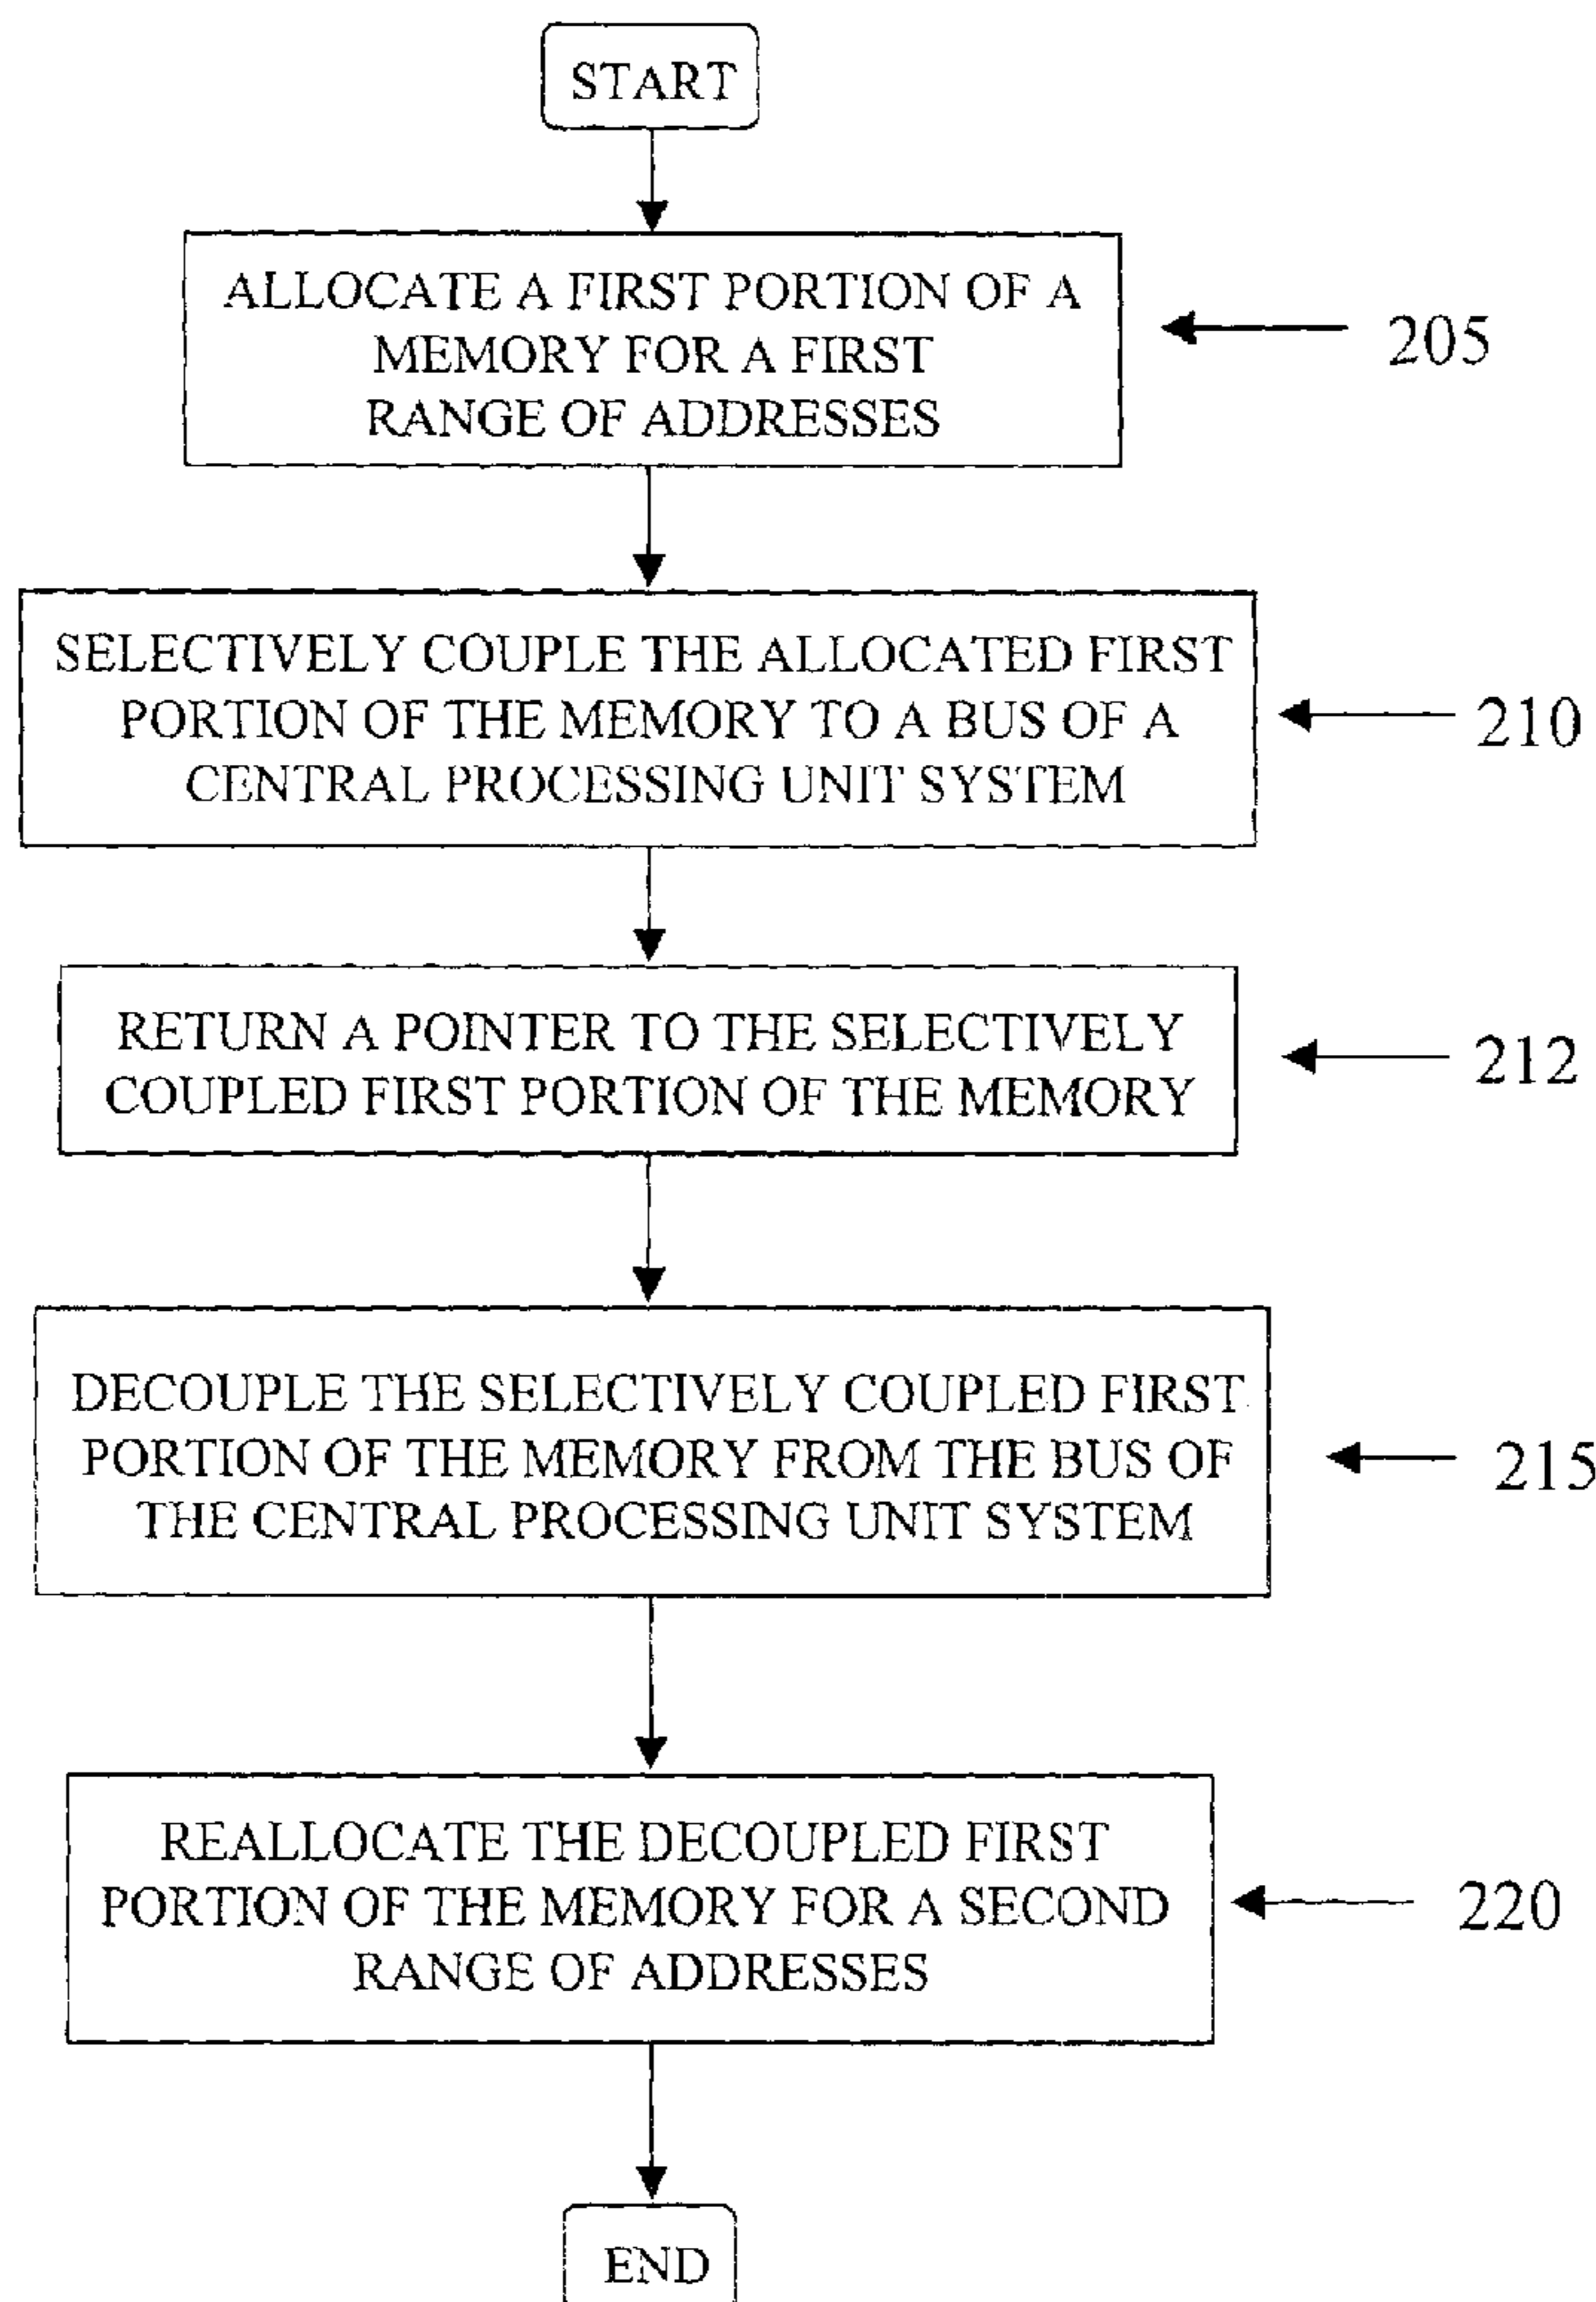 START
ALLOCATE A FIRST PORTION OF A
MEMORY FOR A FIRST
RANGE OF ADDRESSES
205
SELECTIVELY COUPLE THE ALLOCATED FIRST
PORTION OF THE MEMORY TO A BUS OF A
CENTRAL PROCESSING UNIT SYSTEM
210
RETURN A POINTER TO THE SELECTIVELY
COUPLED FIRST PORTION OF THE MEMORY
212
DECOUPLE THE SELECTIVELY COUPLED FIRST
PORTION OF THE MEMORY FROM THE BUS OF
THE CENTRAL PROCESSING UNIT SYSTEM
215
REALLOCATE THE DECOUPLED FIRST
PORTION OF THE MEMORY FOR A SECOND
RANGE OF ADDRESSES
220
END